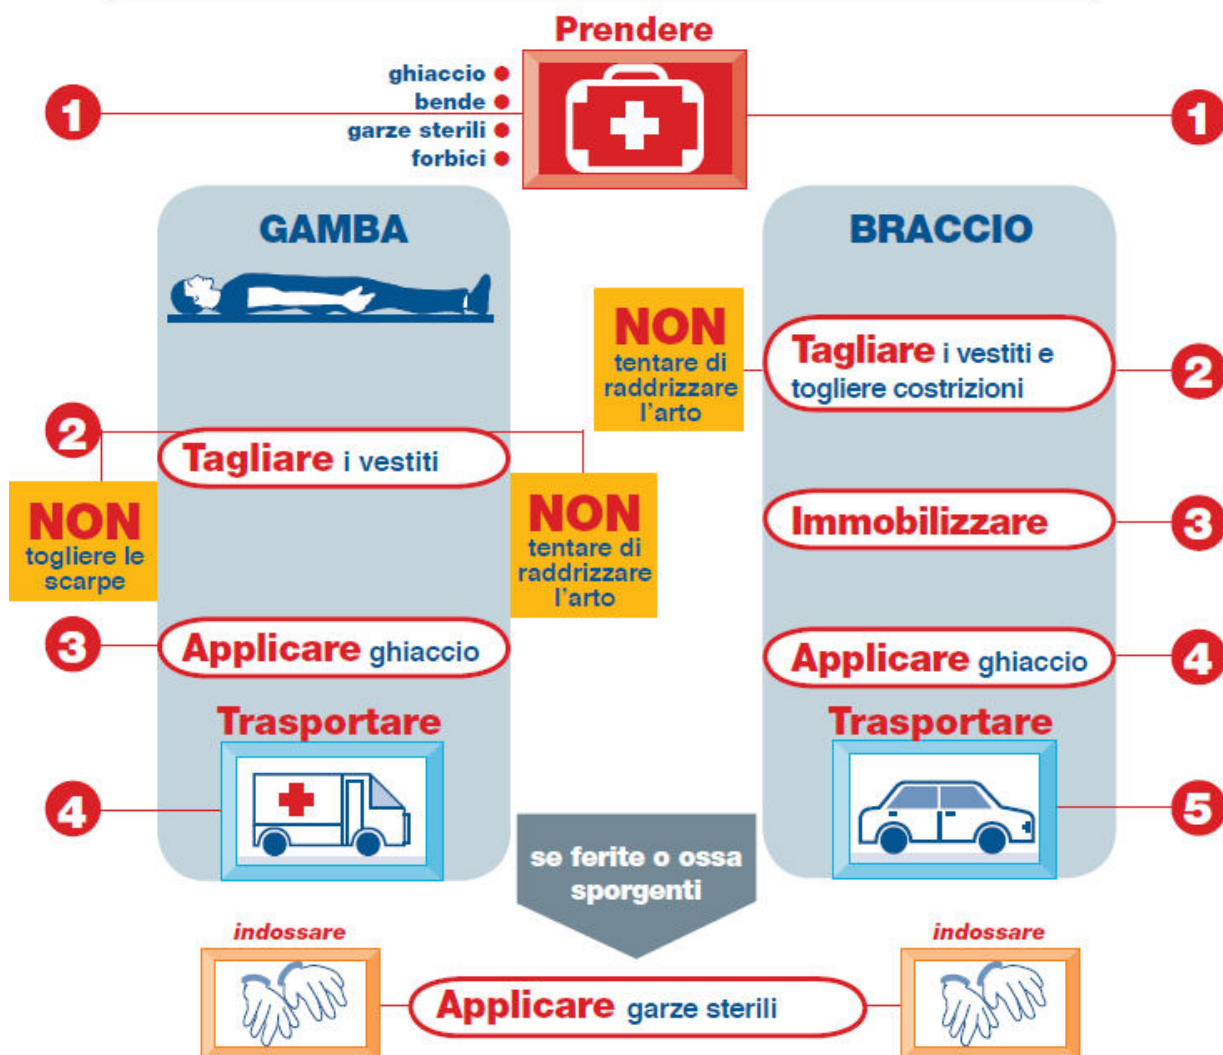 Prendere
ghiaccio
bende
garze sterili
forbici
1
1
GAMBA
2
Tagliare i vestiti
NON
togliere le
scarpe
NON
tentare di
raddrizzare
l'arto
3
Applicare ghiaccio
Trasportare
4
BRACCIO
NON
tentare di
raddrizzare
l'arto
Tagliare i vestiti e
togliere costrizioni
2
Immobilizzare
3
Applicare ghiaccio
4
Trasportare
5
se ferite o ossa
sporgenti
indossare
Applicare garze sterili
indossare